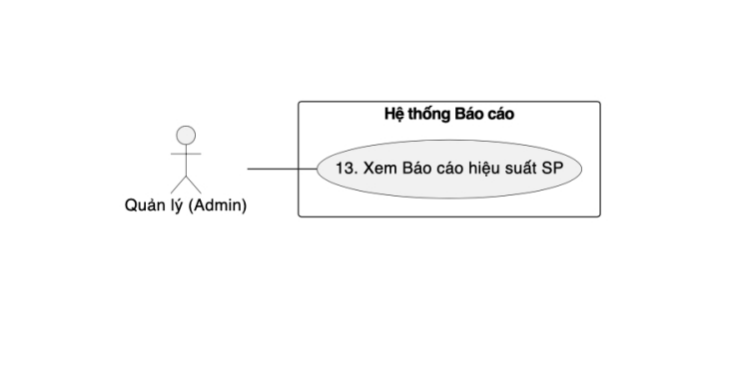 Hệ thống Báo cáo
13. Xem Báo cáo hiệu suất SP
Quản lý (Admin)